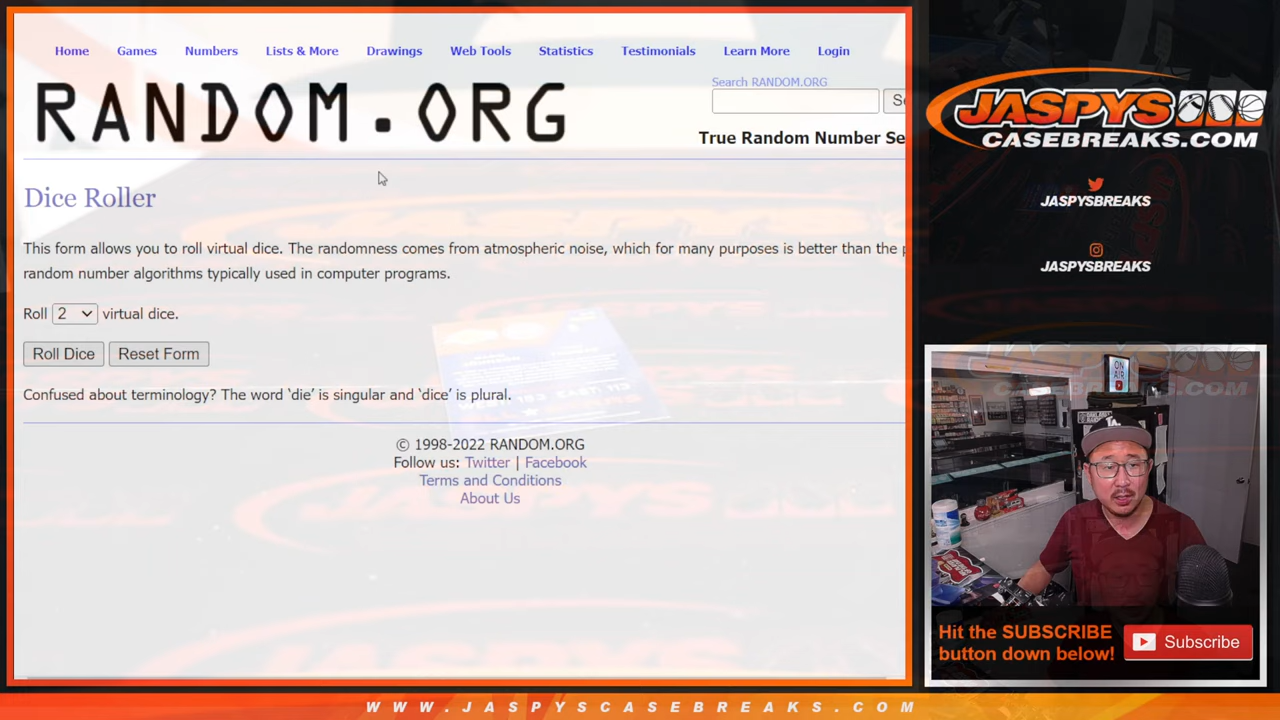 Home Games Numbers Lists & More Drawings Web Tools Statistics Testimonials Learn More Login
RANDOM.ORG
Search RANDOM.ORG
True Random Number Se
Dice Roller
This form allows you to roll virtual dice. The randomness comes from atmospheric noise, which for many purposes is better than the p
random number algorithms typically used in computer programs.
Roll 2 virtual dice.
Roll Dice Reset Form
Confused about terminology? The word ‘die’ is singular and ‘dice’ is plural.
© 1998-2022 RANDOM.ORG
Follow us: Twitter | Facebook
Terms and Conditions
About Us
JASPYS
CASEBREAKS.COM
JASPYSBREAKS
JASPYSBREAKS
ON
AIR
Hit the SUBSCRIBE
button down below!
Subscribe
WWW.JASPYSCASEBREAKS.COM